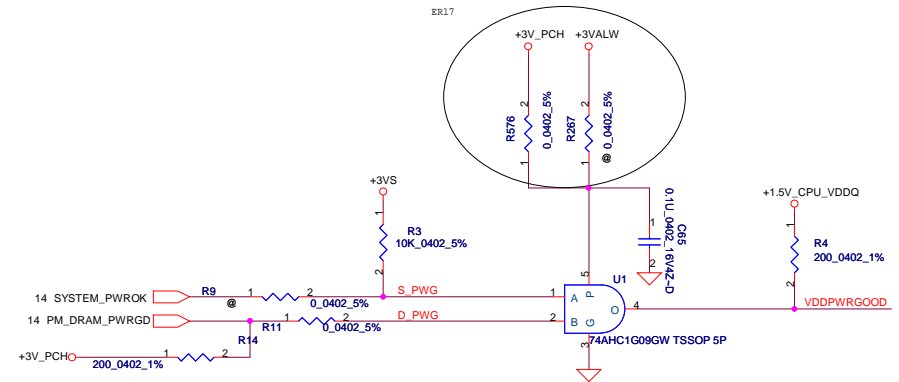 ER17
+3V_PCH +3VALW
R576
0_0402_5%
2
1
R267
@ 0_0402_5%
2
1
+3VS
1
R3
10K_0402_5%
2
0.1U_0402_16V4Z~D
C65
1
2
+1.5V_CPU_VDDQ
1
R4
200_0402_1%
2
14 SYSTEM_PWROK
R9
@
1 2
0_0402_5%
S_PWG
14 PM_DRAM_PWRGD
R11
1 2
0_0402_5%
D_PWG
+3V_PCH
R14
1 2
200_0402_1%
1 A
2 B
5 P
3 G
O 4
U1
74AHC1G09GW TSSOP 5P
VDDPWRGOOD